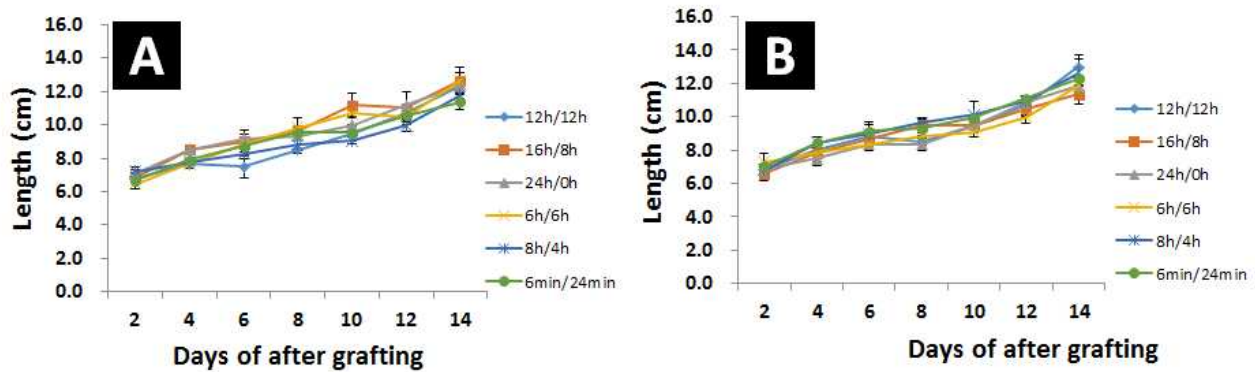 A
16.0
14.0
12.0
10.0
8.0
6.0
4.0
2.0
0.0
Length (cm)
2 4 6 8 10 12 14
Days of after grafting
12h/12h
16h/8h
24h/0h
6h/6h
8h/4h
6min/24min
B
16.0
14.0
12.0
10.0
8.0
6.0
4.0
2.0
0.0
Length (cm)
2 4 6 8 10 12 14
Days of after grafting
12h/12h
16h/8h
24h/0h
6h/6h
8h/4h
6min/24min